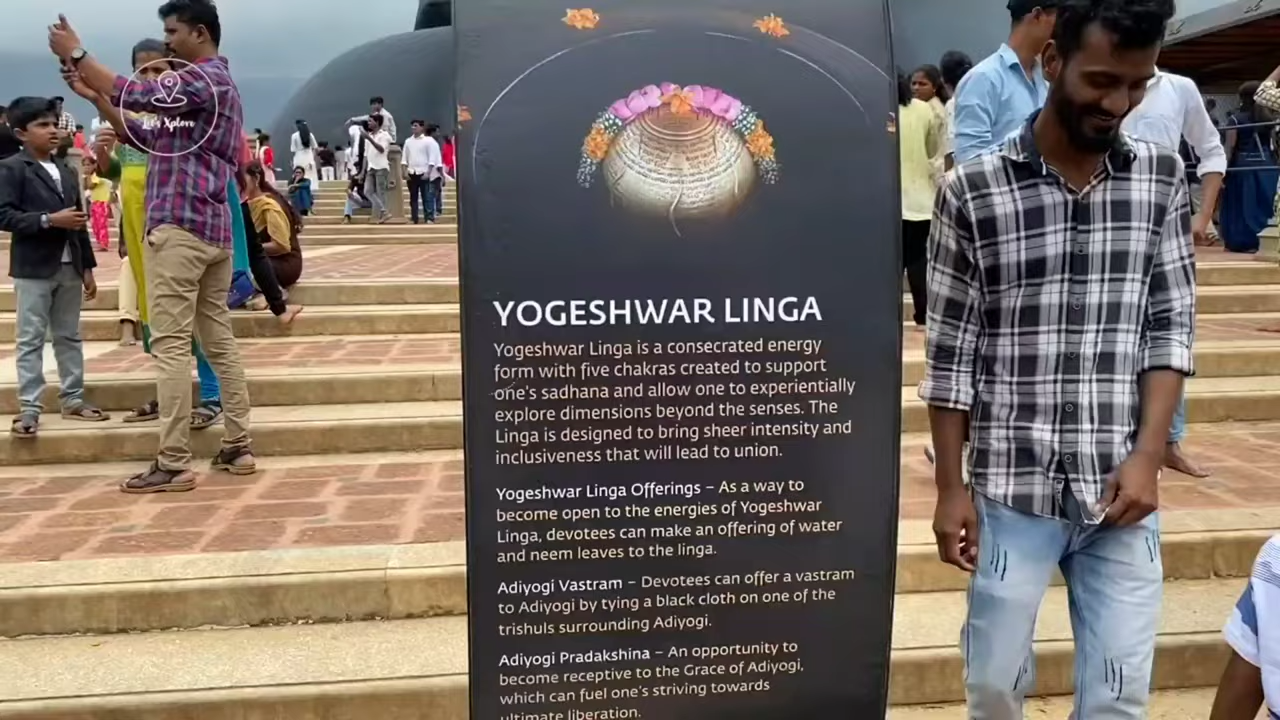 Let's Xplore
YOGESHWAR LINGA
Yogeshwar Linga is a consecrated energy
form with five chakras created to support
one's sadhana and allow one to experientially
explore dimensions beyond the senses. The
Linga is designed to bring sheer intensity and
inclusiveness that will lead to union.
Yogeshwar Linga Offerings – As a way to
become open to the energies of Yogeshwar
Linga, devotees can make an offering of water
and neem leaves to the linga.
Adiyogi Vastram – Devotees can offer a vastram
to Adiyogi by tying a black cloth on one of the
trishuls surrounding Adiyogi.
Adiyogi Pradakshina – An opportunity to
become receptive to the Grace of Adiyogi,
which can fuel one's striving towards
ultimate liberation.